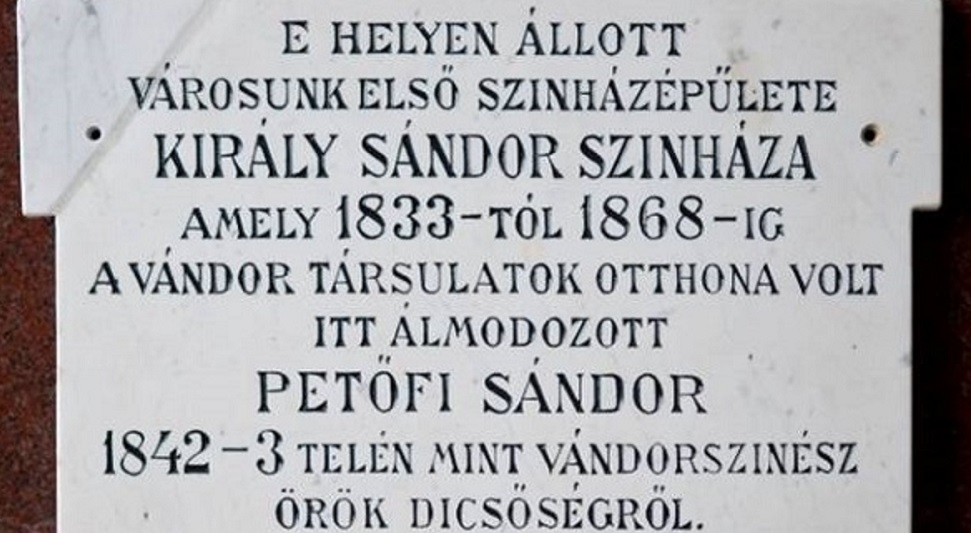 E HELYEN ÁLLOTT
VÁROSUNK ELSŐ SZINHÁZÉPŰLETE
KIRÁLY SÁNDOR SZINHÁZA
AMELY 1833-TÓL 1868-IG
A VÁNDOR TÁRSULATOK OTTHONA VOLT
ITT ÁLMODOZOTT
PETŐFI SÁNDOR
1842-3 TELÉN MINT VÁNDORSZINÉSZ
ÖRÖK DICSŐSÉGRŐL.